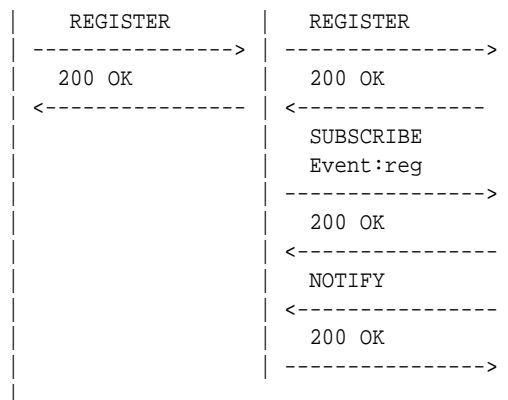 |    REGISTER       |   REGISTER
| ---------------> | --------------->
|   200 OK          |   200 OK
| <---------------- | <---------------
|                   |   SUBSCRIBE
|                   |   Event:reg
|                   | --------------->
|                   |   200 OK
|                   | <----------------
|                   |   NOTIFY
|                   | <----------------
|                   |   200 OK
|                   | ---------------->
|